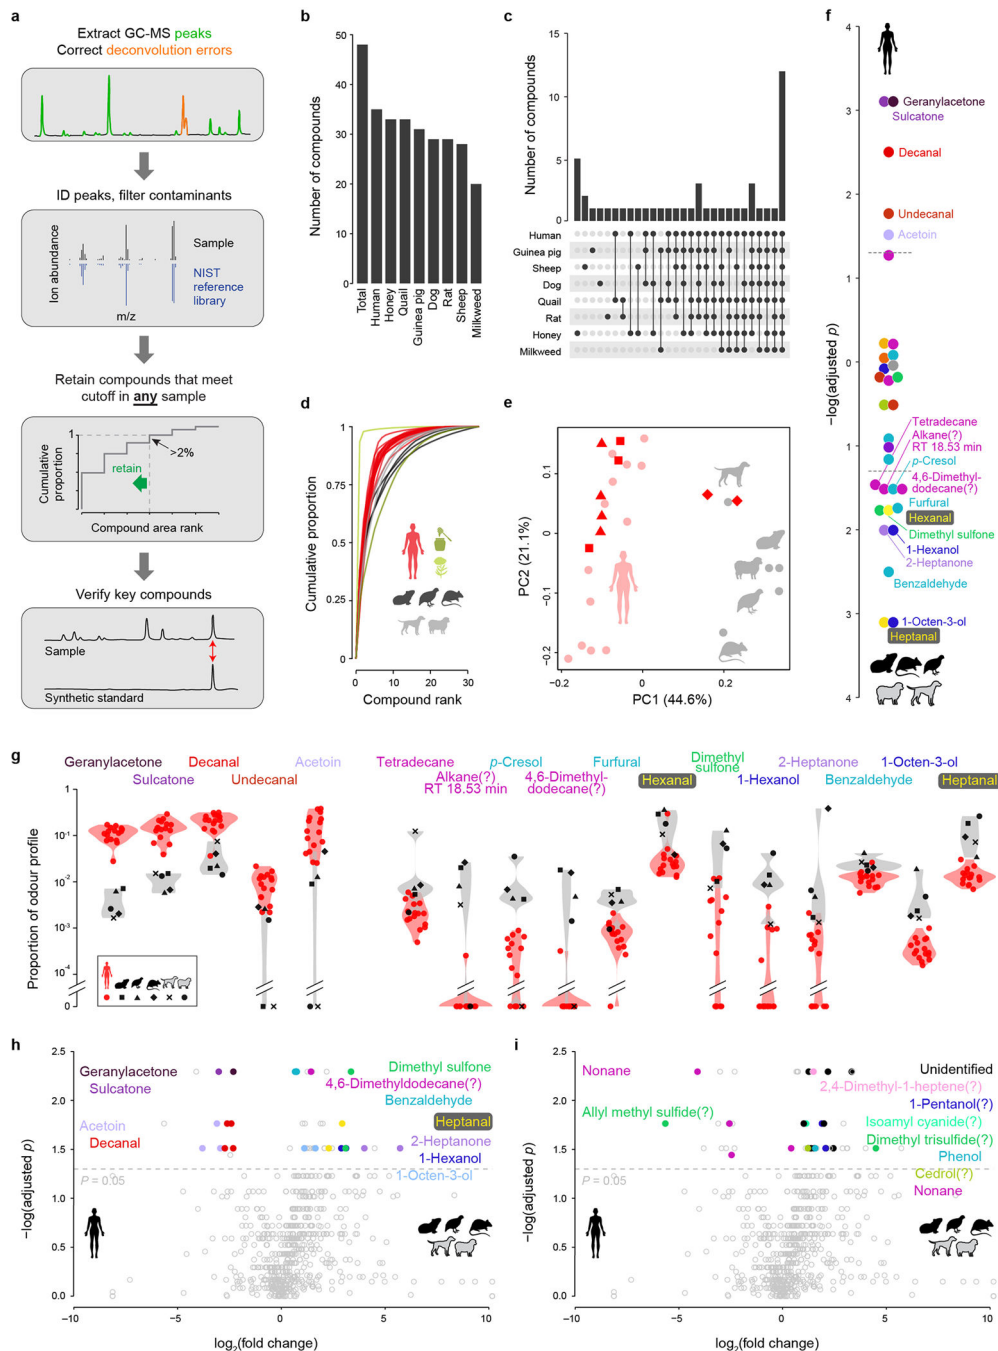 a
Extract GC-MS peaks
Correct deconvolution errors
ID peaks, filter contaminants
Ion abundance
Sample
NIST
reference
library
m/z
Retain compounds that meet
cutoff in any sample
Cumulative
proportion
1
>2%
retain
Compound area rank
Verify key compounds
Sample
Synthetic standard
b
Number of compounds
50
40
30
20
10
0
Total
Human
Honey
Quail
Guinea pig
Dog
Rat
Sheep
Milkweed
c
Number of compounds
15
10
5
0
Human
Guinea pig
Sheep
Dog
Quail
Rat
Honey
Milkweed
d
Cumulative proportion
1
0.75
0.5
0.25
0
0 10 20 30
Compound rank
e
PC2 (21.1%)
0.1
0
−0.1
−0.2
−0.2 0 0.2
PC1 (44.6%)
f
−log(adjusted p)
4
3
2
1
0
1
2
3
4
Geranylacetone
Sulcatone
Decanal
Undecanal
Acetoin
Tetradecane
Alkane(?)
RT 18.53 min
p-Cresol
4,6-Dimethyl-
dodecane(?)
Furfural
Hexanal
Dimethyl sulfone
1-Hexanol
2-Heptanone
Benzaldehyde
1-Octen-3-ol
Heptanal
g
Geranylacetone
Sulcatone
Decanal
Undecanal
Acetoin
Tetradecane
Alkane(?)
RT 18.53 min
p-Cresol
4,6-Dimethyl-
dodecane(?)
Furfural
Hexanal
Dimethyl
sulfone
1-Hexanol
2-Heptanone
Benzaldehyde
1-Octen-3-ol
Heptanal
Proportion of odour profile
1
10-1
10-2
10-3
10-4
0
h
−log(adjusted p)
2.5
2.0
1.5
1.0
0.5
0.0
Geranylacetone
Sulcatone
Acetoin
Decanal
Dimethyl sulfone
4,6-Dimethyldodecane(?)
Benzaldehyde
Heptanal
2-Heptanone
1-Hexanol
1-Octen-3-ol
P = 0.05
−10 −5 0 5 10
log2(fold change)
i
−log(adjusted p)
2.5
2.0
1.5
1.0
0.5
0.0
Nonane
Allyl methyl sulfide(?)
Unidentified
2,4-Dimethyl-1-heptene(?)
1-Pentanol(?)
Isoamyl cyanide(?)
Dimethyl trisulfide(?)
Phenol
Cedrol(?)
Nonane
P = 0.05
−10 −5 0 5 10
log2(fold change)